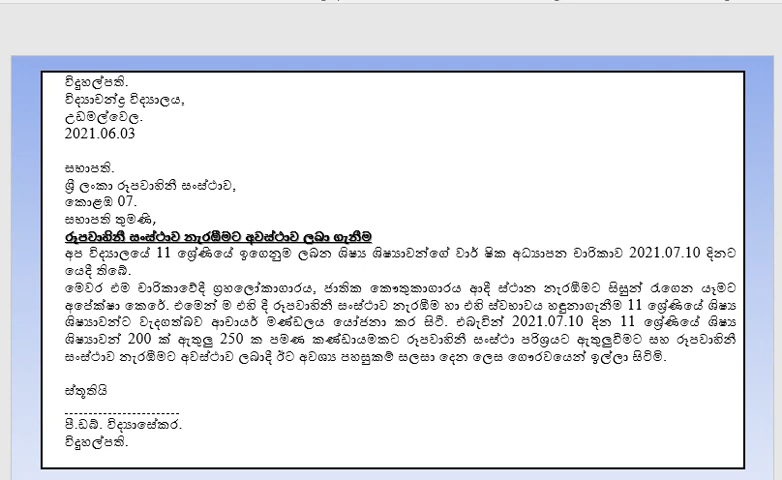 විදුහල්පති.
විද්‍යාචන්ද්‍ර විද්‍යාලය,
උඩමල්වෙල.
2021.06.03
සභාපති.
ශ්‍රී ලංකා රූපවාහිනී සංස්ථාව,
කොළඹ 07.
සභාපති තුමණි,
රූපවාහිනී සංස්ථාව නැරඹීමට අවස්ථාව ලබා ගැනීම
අප විද්‍යාලයේ 11 ශ්‍රේණියේ ඉගෙනුම ලබන ශිෂ්‍ය ශිෂ්‍යාවන්ගේ වාර් ෂික අධ්‍යාපන චාරිකාව 2021.07.10 දිනට
යෙදී තිබේ.
මෙවර එම චාරිකාවේදී ග්‍රහලෝකාගාරය, ජාතික කෞතුකාගාරය ආදී ස්ථාන නැරඹීමට සිසුන් රැගෙන යෑමට
අපේක්ෂා කෙරේ. එමෙන් ම එහි දි රූපවාහිනී සංස්ථාව නැරඹීම හා එහි ස්වභාවය හඳුනාගැනීම 11 ශ්‍රේණියේ ශිෂ්‍ය
ශිෂ්‍යාවන්ට වැදගත්බව ආචායර් මණ්ඩලය යෝජනා කර සිටී. එබැවින් 2021.07.10 දින 11 ශ්‍රේණියේ ශිෂ්‍ය
ශිෂ්‍යාවන් 200 ක් ඇතුලු 250 ක පමණ කණ්ඩායමකට රූපවාහිනී සංස්ථා පරිශ්‍රයට ඇතුලුවීමට සහ රූපවාහිනී
සංස්ථාව නැරඹීමට අවස්ථාව ලබාදී ඊට අවශ්‍ය පහසුකම් සලසා දෙන ලෙස ගෞරවයෙන් ඉල්ලා සිටිමි.
ස්තූතියි
------------------------
පී.ඩබ්. විද්‍යාසේකර.
විදුහල්පති.